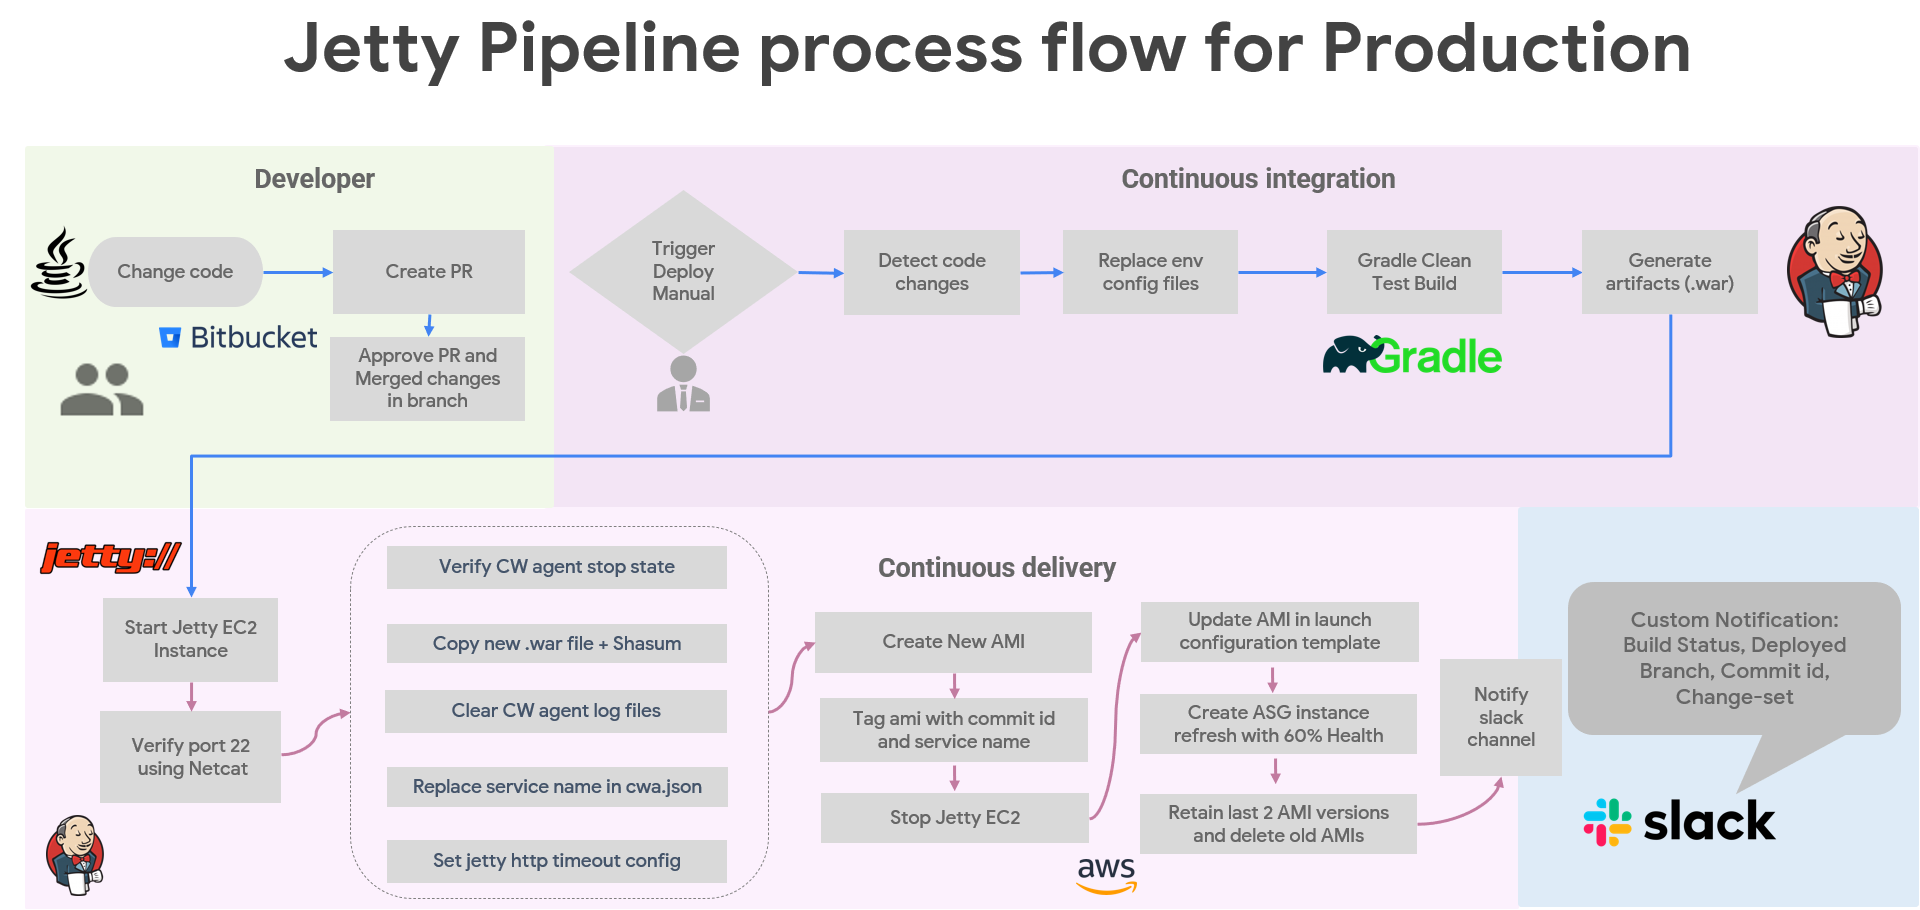 Jetty Pipeline process flow for Production
Developer
Change code
Create PR
Bitbucket
Approve PR and
Merged changes
in branch
Continuous integration
Trigger
Deploy
Manual
Detect code
changes
Replace env
config files
Gradle Clean
Test Build
Gradle
Generate
artifacts (.war)
jetty://
Start Jetty EC2
Instance
Verify port 22
using Netcat
Verify CW agent stop state
Copy new .war file + Shasum
Clear CW agent log files
Replace service name in cwa.json
Set jetty http timeout config
Continuous delivery
Create New AMI
Tag ami with commit id
and service name
Stop Jetty EC2
aws
Update AMI in launch
configuration template
Create ASG instance
refresh with 60% Health
Retain last 2 AMI versions
and delete old AMIs
Notify
slack
channel
Custom Notification:
Build Status, Deployed
Branch, Commit id,
Change-set
slack